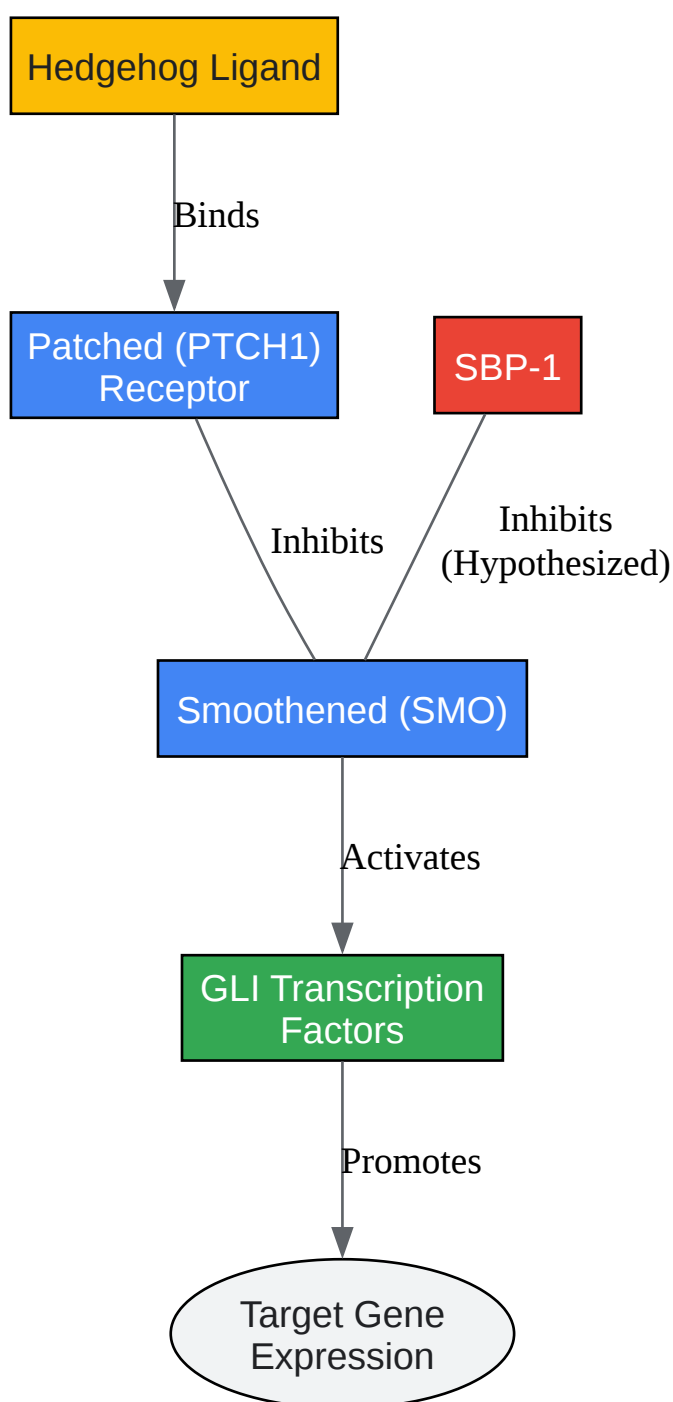 Hedgehog Ligand
Binds
Patched (PTCH1)
Receptor
SBP-1
Inhibits
Inhibits
(Hypothesized)
Smoothened (SMO)
Activates
GLI Transcription
Factors
Promotes
Target Gene
Expression